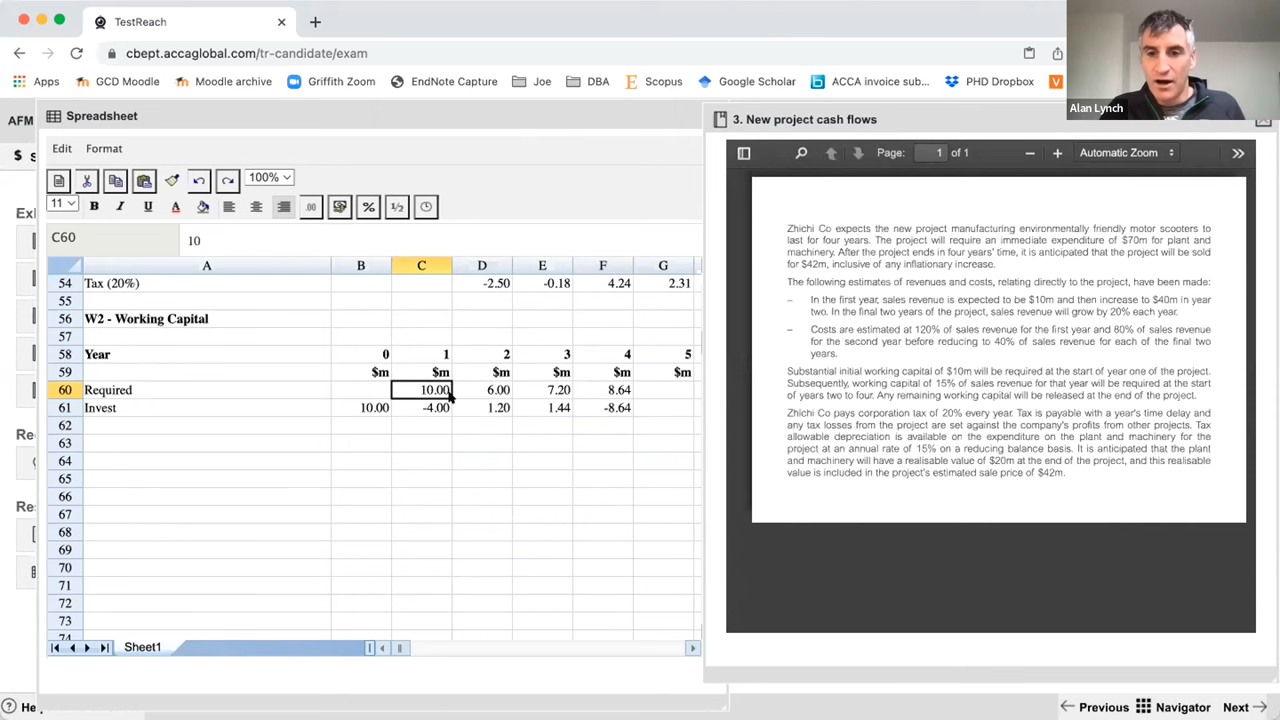 TestReach
cbept.accaglobal.com/tr-candidate/exam
Apps GCD Moodle Moodle archive Griffith Zoom EndNote Capture Joe DBA Scopus Google Scholar ACCA invoice sub... PHD Dropbox
Alan Lynch
AFM
Spreadsheet
3. New project cash flows
Edit Format
Page: 1 of 1
Automatic Zoom
100%
11 B I U A .00 % 1/2
C60 10
A B C D E F G
54 Tax (20%) -2.50 -0.18 4.24 2.31
55
56 W2 - Working Capital
57
58 Year 0 1 2 3 4 5
59 $m $m $m $m $m $m
60 Required 10.00 6.00 7.20 8.64
61 Invest 10.00 -4.00 1.20 1.44 -8.64
62
63
64
65
66
67
68
69
70
71
72
73
74
Sheet1
Zhichi Co expects the new project manufacturing environmentally friendly motor scooters to
last for four years. The project will require an immediate expenditure of $70m for plant and
machinery. After the project ends in four years' time, it is anticipated that the project will be sold
for $42m, inclusive of any inflationary increase.
The following estimates of revenues and costs, relating directly to the project, have been made:
– In the first year, sales revenue is expected to be $10m and then increase to $40m in year
two. In the final two years of the project, sales revenue will grow by 20% each year.
– Costs are estimated at 120% of sales revenue for the first year and 80% of sales revenue
for the second year before reducing to 40% of sales revenue for each of the final two
years.
Substantial initial working capital of $10m will be required at the start of year one of the project.
Subsequently, working capital of 15% of sales revenue for that year will be required at the start
of years two to four. Any remaining working capital will be released at the end of the project.
Zhichi Co pays corporation tax of 20% every year. Tax is payable with a year's time delay and
any tax losses from the project are set against the company's profits from other projects. Tax
allowable depreciation is available on the expenditure on the plant and machinery for the
project at an annual rate of 15% on a reducing balance basis. It is anticipated that the plant
and machinery will have a realisable value of $20m at the end of the project, and this realisable
value is included in the project's estimated sale price of $42m.
Previous Navigator Next